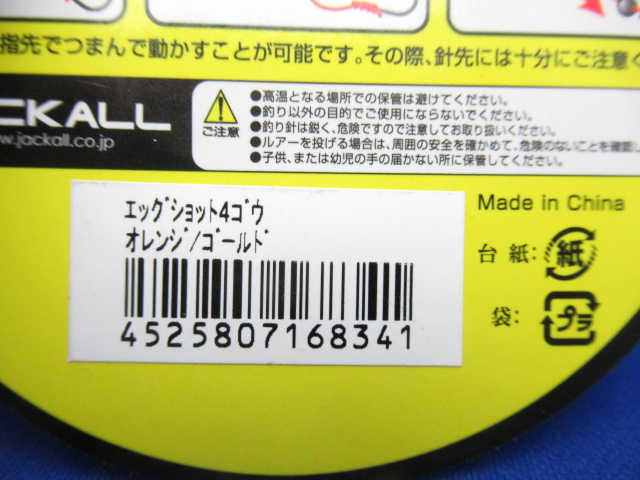 指先でつまんで動かすことが可能です。その際、針先には十分にご注意く
CKALL
w.jackall.co.jp
ご注意
●高温となる場所での保管は避けてください。
●釣り以外の目的でご使用にならないでください。
●釣り針は鋭く、危険ですので注意してお取り扱いください。
●ルアーを投げる場合は、周囲の安全を確かめて、危険のないことを確認し
●子供、または幼児の手の届かない所に保管してください。
ｴｯｸﾞｼｮｯﾄ4ｺﾞｳ
ｵﾚﾝｼﾞ/ｺﾞｰﾙﾄﾞ
4525807168341
Made in China
台 紙: 紙
袋: プラ